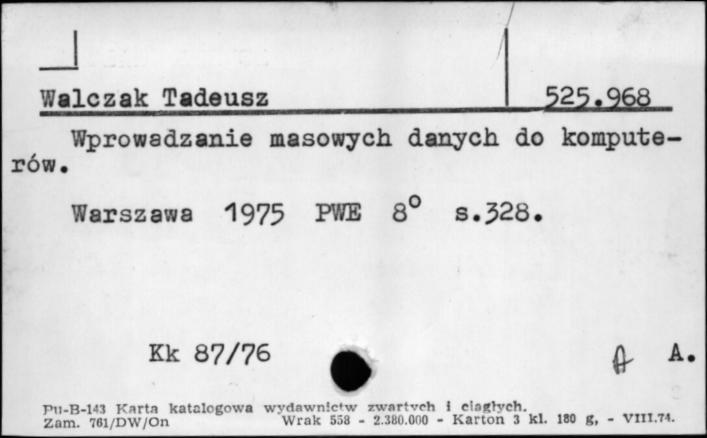 Walczak Tadeusz 525.968
Wprowadzanie masowych danych do kompute-
rów.
Warszawa 1975 PWE 8° s.328.
Kk 87/76 A A.
Pu-B-143 Karta katalogowa wydawnictw zwartych i ciągłych.
Zam. 761/DW/On Wrak 558 - 2.380.000 - Karton 3 kl. 180 g, - VIII.74.